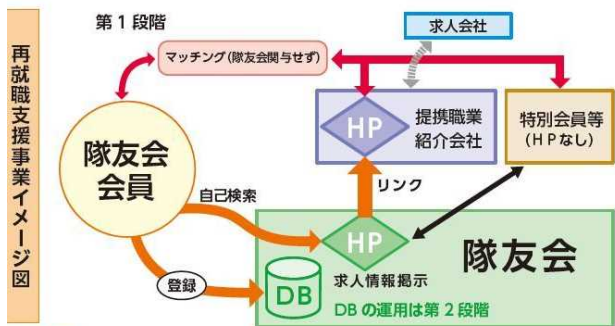 再就職支援事業イメージ図
第1段階
求人会社
マッチング(隊友会関与せず)
HP
提携職業
紹介会社
特別会員等
(HPなし)
隊友会
会員
自己検索
リンク
HP
隊友会
登録
DB
求人情報掲示
DBの運用は第2段階